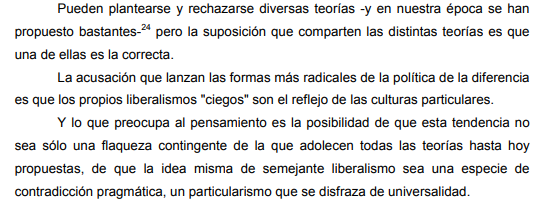 Pueden plantearse y rechazarse diversas teorías -y en nuestra época se han
propuesto bastantes-24 pero la suposición que comparten las distintas teorías es que
una de ellas es la correcta.
La acusación que lanzan las formas más radicales de la política de la diferencia
es que los propios liberalismos "ciegos" son el reflejo de las culturas particulares.
Y lo que preocupa al pensamiento es la posibilidad de que esta tendencia no
sea sólo una flaqueza contingente de la que adolecen todas las teorías hasta hoy
propuestas, de que la idea misma de semejante liberalismo sea una especie de
contradicción pragmática, un particularismo que se disfraza de universalidad.